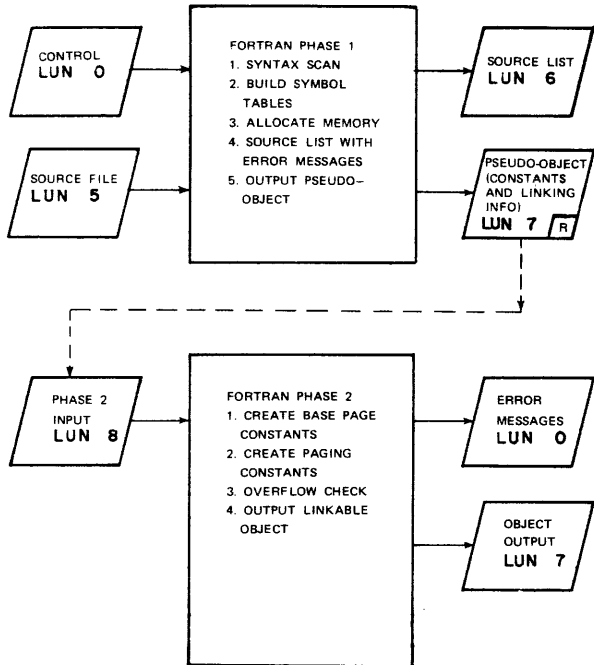 CONTROL
LUN 0
SOURCE FILE
LUN 5
FORTRAN PHASE 1
1. SYNTAX SCAN
2. BUILD SYMBOL
TABLES
3. ALLOCATE MEMORY
4. SOURCE LIST WITH
ERROR MESSAGES
5. OUTPUT PSEUDO-
OBJECT
SOURCE LIST
LUN 6
PSEUDO-OBJECT
(CONSTANTS
AND LINKING
INFO)
LUN 7
R
PHASE 2
INPUT
LUN 8
FORTRAN PHASE 2
1. CREATE BASE PAGE
CONSTANTS
2. CREATE PAGING
CONSTANTS
3. OVERFLOW CHECK
4. OUTPUT LINKABLE
OBJECT
ERROR
MESSAGES
LUN 0
OBJECT
OUTPUT
LUN 7